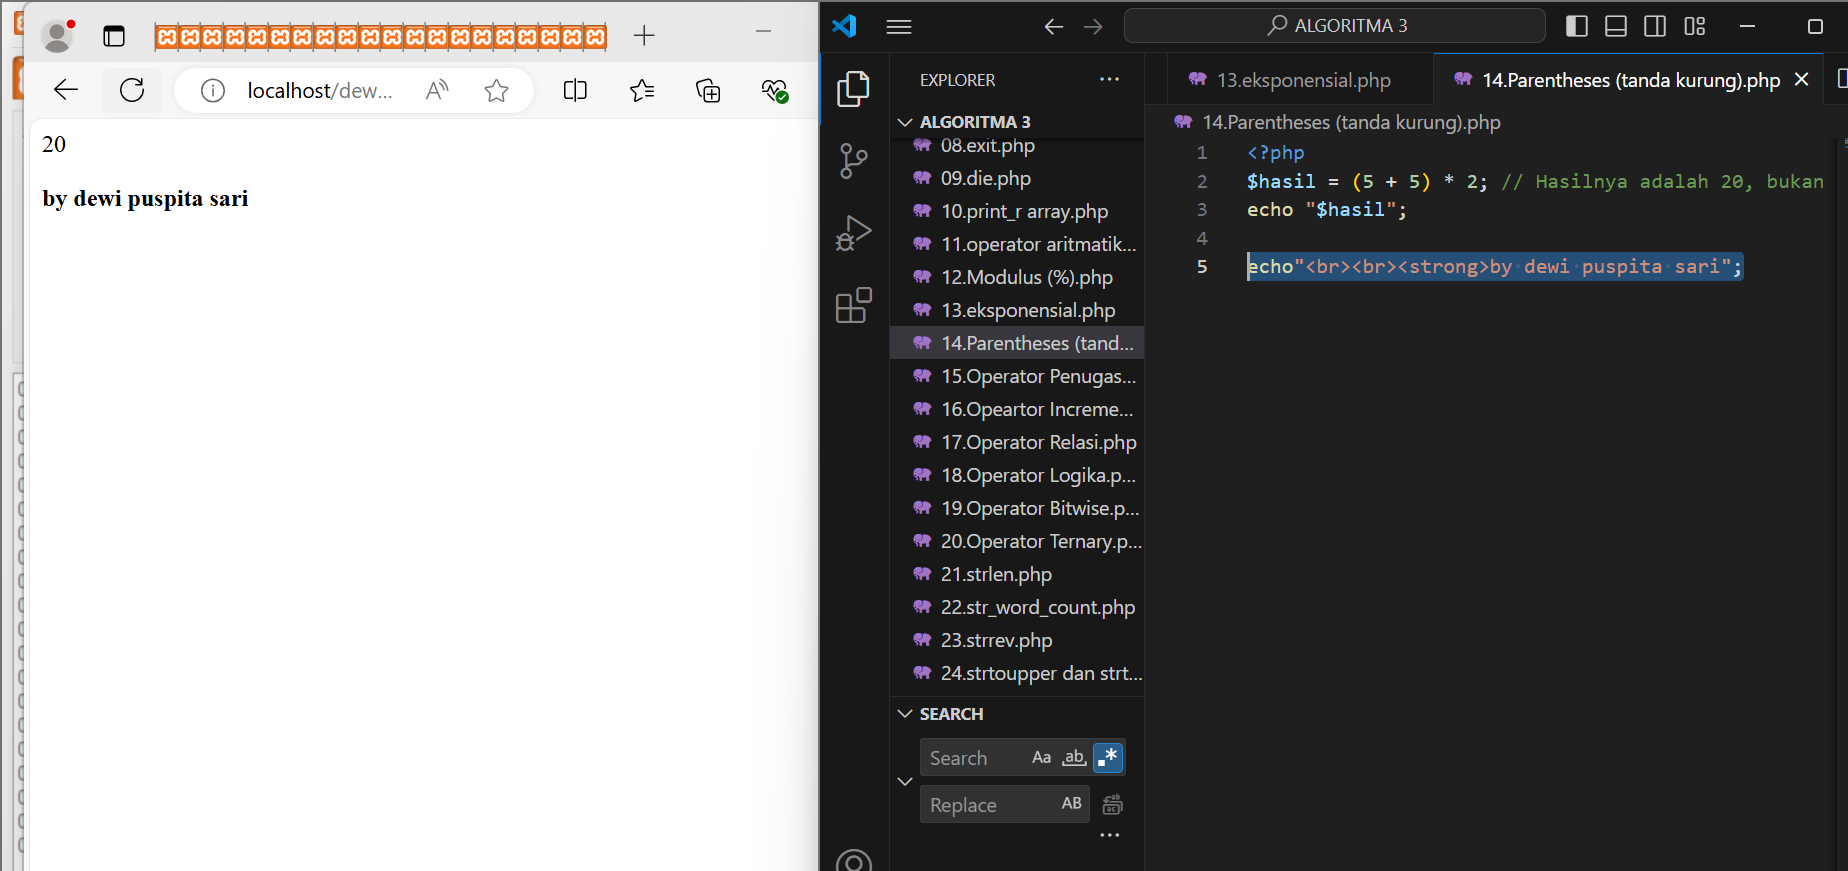 localhost/dew...
20
by dewi puspita sari
ALGORITMA 3
EXPLORER
ALGORITMA 3
08.exit.php
09.die.php
10.print_r array.php
11.operator aritmatik...
12.Modulus (%).php
13.eksponensial.php
14.Parentheses (tand...
15.Operator Penugas...
16.Opeartor Increme...
17.Operator Relasi.php
18.Operator Logika.p...
19.Operator Bitwise.p...
20.Operator Ternary.p...
21.strlen.php
22.str_word_count.php
23.strrev.php
24.strtoupper dan strt...
SEARCH
Search Aa ab
Replace AB
13.eksponensial.php 14.Parentheses (tanda kurung).php
14.Parentheses (tanda kurung).php
1 <?php
2 $hasil = (5 + 5) * 2; // Hasilnya adalah 20, bukan
3 echo "$hasil";
4
5 echo"<br><br><strong>by dewi puspita sari";